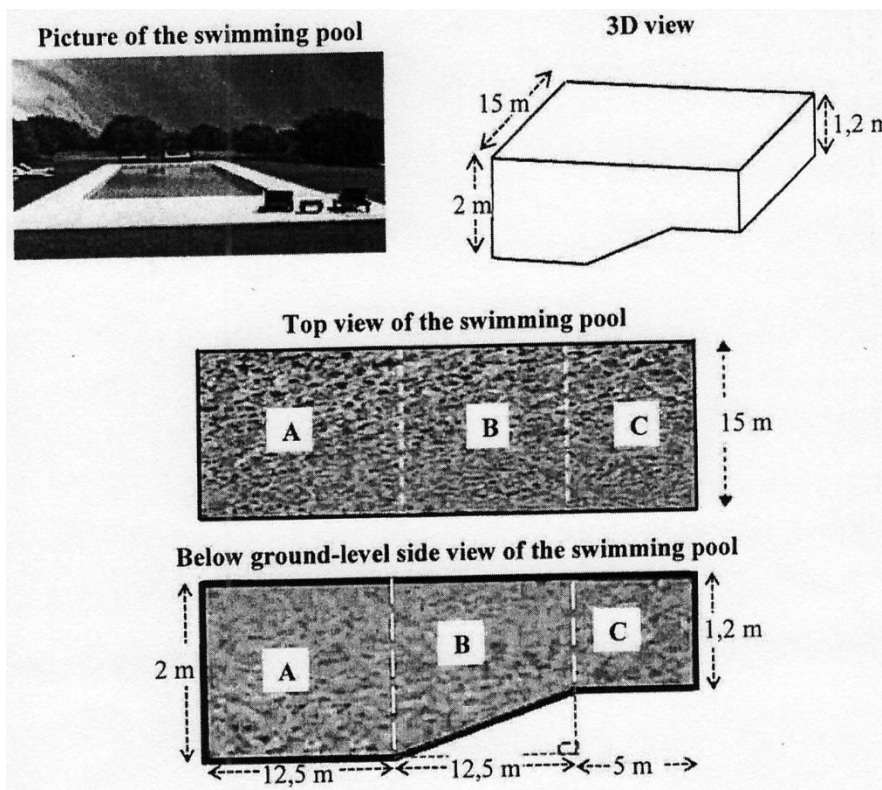 Picture of the swimming pool
3D view
15 m
1,2 m
2 m
Top view of the swimming pool
A
B
C
15 m
Below ground-level side view of the swimming pool
2 m
A
B
C
1,2 m
12,5 m
12,5 m
5 m